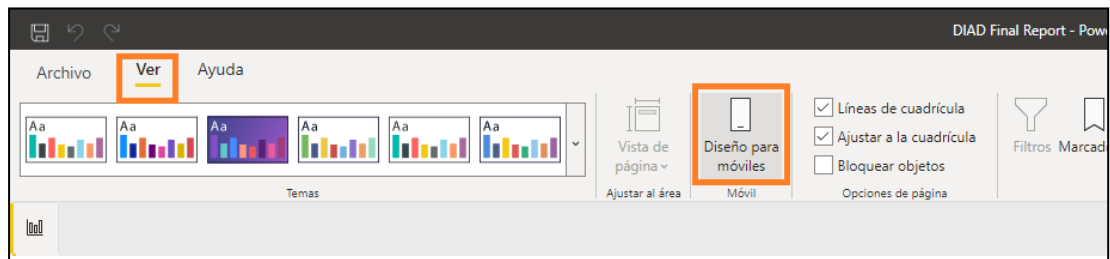 DIAD Final Report - Pow
Archivo Ver Ayuda
Aa Aa Aa Aa Aa Aa
Vista de página
Diseño para móviles
Líneas de cuadrícula
Ajustar a la cuadrícula
Bloquear objetos
Filtros Marcad
Temas Ajustar al área Móvil Opciones de página